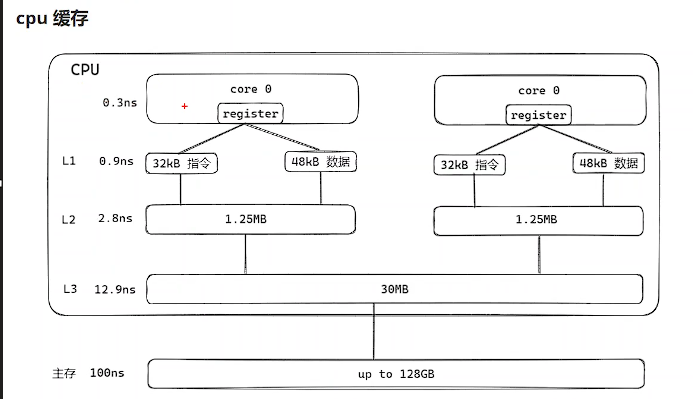 cpu 缓存
CPU
core 0
core 0
0.3ns
register
register
L1 0.9ns 32kB 指令 48kB 数据 32kB 指令 48kB 数据
L2 2.8ns 1.25MB 1.25MB
L3 12.9ns 30MB
主存 100ns up to 128GB